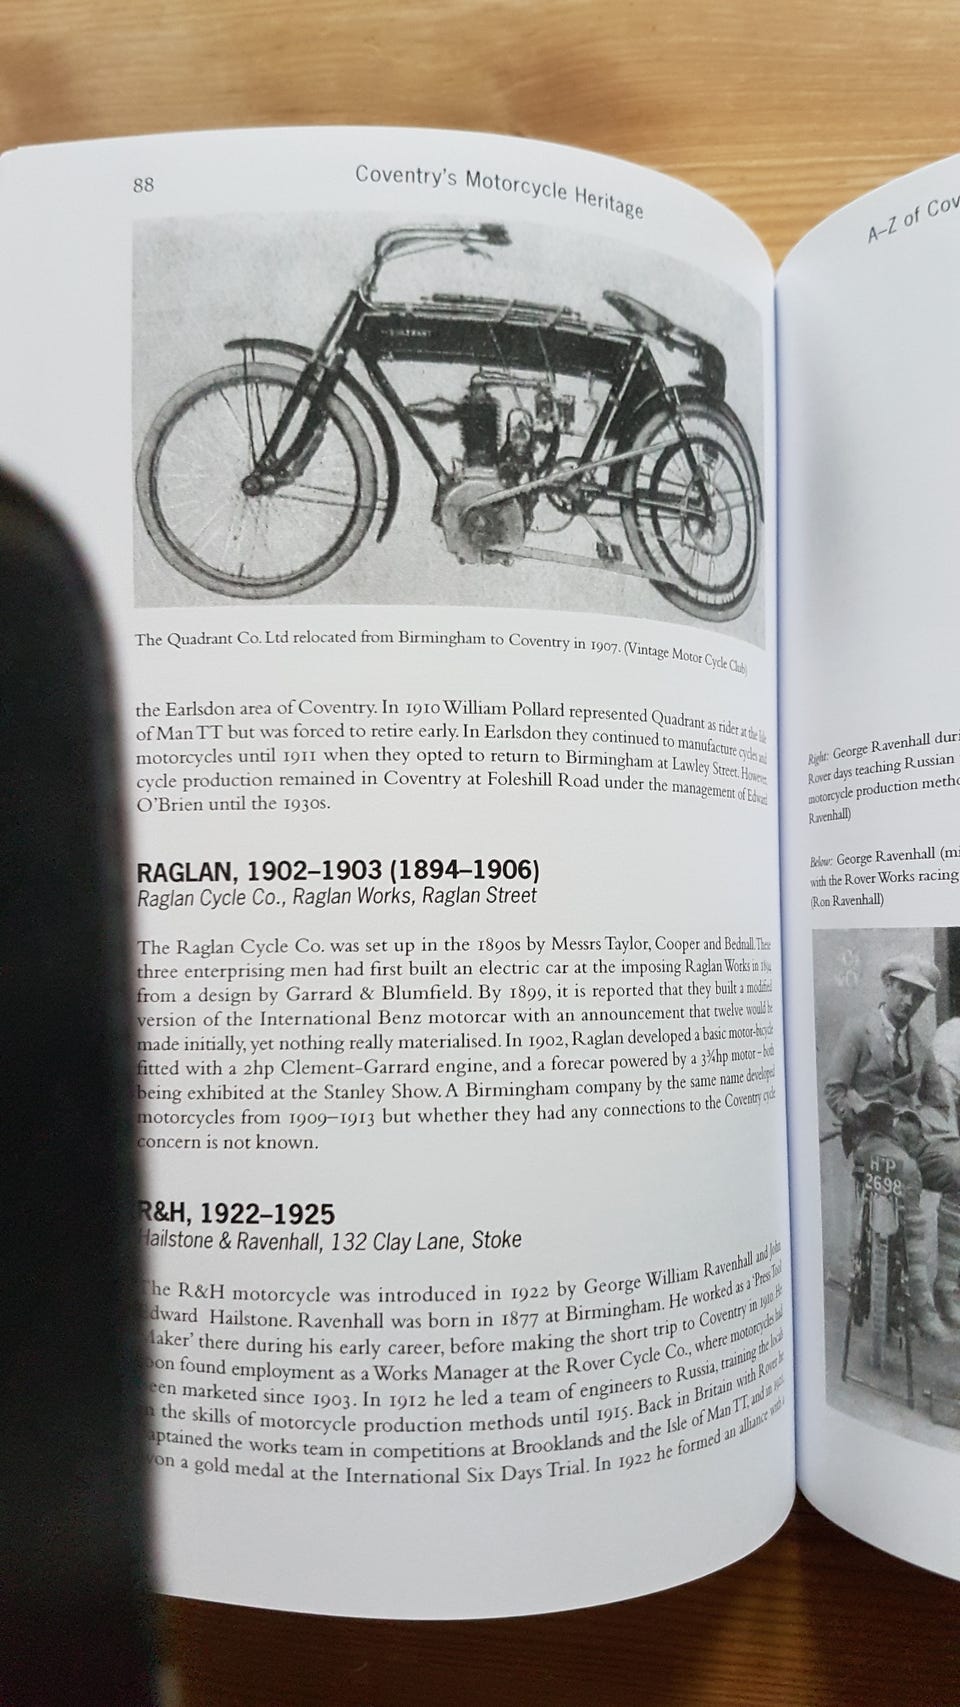 88
Coventry's Motorcycle Heritage
QUADRANT
The Quadrant Co. Ltd relocated from Birmingham to Coventry in 1907. (Vintage Motor Cycle Club)
the Earlsdon area of Coventry. In 1910 William Pollard represented Quadrant as rider at the Isle
of Man TT but was forced to retire early. In Earlsdon they continued to manufacture cycles and
motorcycles until 1911 when they opted to return to Birmingham at Lawley Street. However,
cycle production remained in Coventry at Foleshill Road under the management of Edward
O'Brien until the 1930s.
RAGLAN, 1902–1903 (1894–1906)
Raglan Cycle Co., Raglan Works, Raglan Street
The Raglan Cycle Co. was set up in the 1890s by Messrs Taylor, Cooper and Bednall. These
three enterprising men had first built an electric car at the imposing Raglan Works in
from a design by Garrard & Blumfield. By 1899, it is reported that they built a modified
version of the International Benz motorcar with an announcement that twelve would be
made initially, yet nothing really materialised. In 1902, Raglan developed a basic motor-bicycle
fitted with a 2hp Clement-Garrard engine, and a forecar powered by a 3¾hp motor – both
being exhibited at the Stanley Show. A Birmingham company by the same name developed
motorcycles from 1909–1913 but whether they had any connections to the Coventry cycle
concern is not known.
R&H, 1922–1925
Hailstone & Ravenhall, 132 Clay Lane, Stoke
The R&H motorcycle was introduced in 1922 by George William Ravenhall and John
Edward Hailstone. Ravenhall was born in 1877 at Birmingham. He worked as a 'Press Tool
Maker' there during his early career, before making the short trip to Coventry in 1910. He
soon found employment as a Works Manager at the Rover Cycle Co., where motorcycles had
been marketed since 1903. In 1912 he led a team of engineers to Russia, training the locals
in the skills of motorcycle production methods until 1915. Back in Britain with Rover he
captained the works team in competitions at Brooklands and the Isle of Man TT, and in
won a gold medal at the International Six Days Trial. In 1922 he formed an alliance with
A–Z of Cov
Right: George Ravenhall duri
Rover days teaching Russian
motorcycle production metho
Ravenhall)
Below: George Ravenhall (mi
with the Rover Works racing
(Ron Ravenhall)
HP
2698